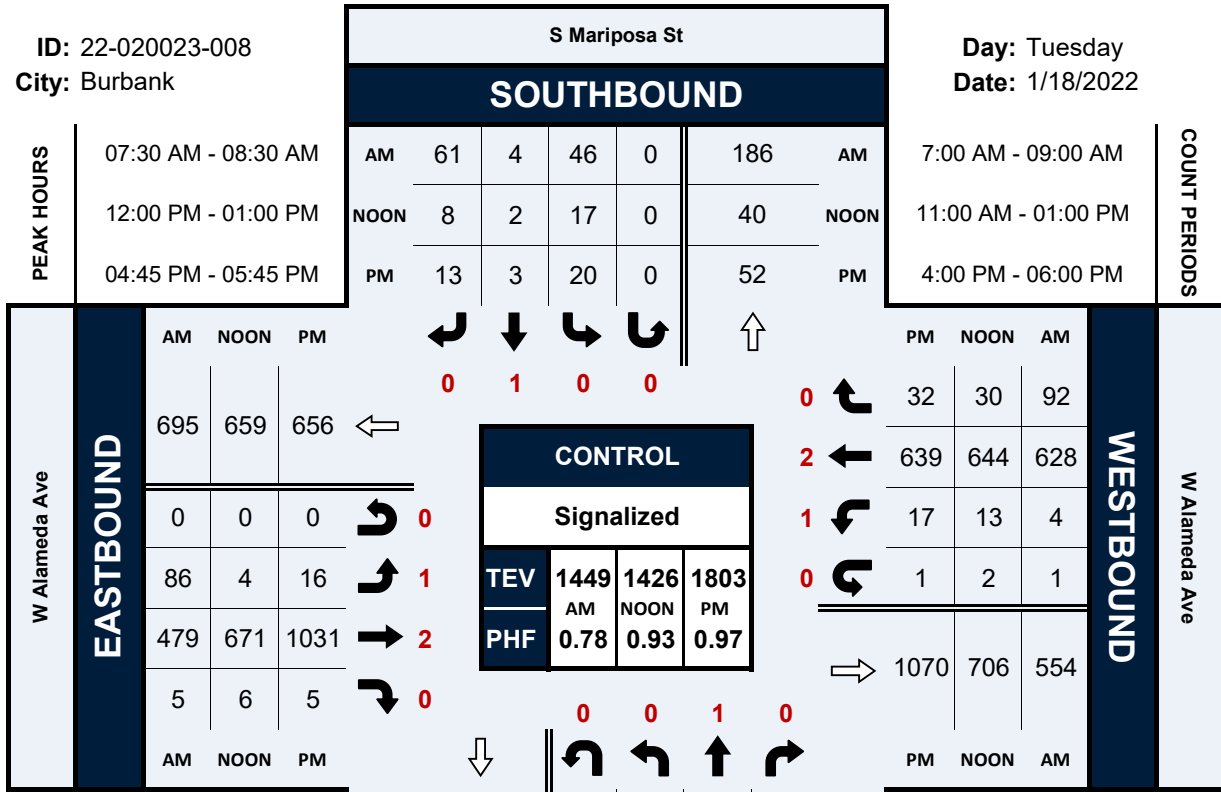 ID: 22-020023-008
City: Burbank
S Mariposa St
SOUTHBOUND
Day: Tuesday
Date: 1/18/2022
PEAK HOURS
07:30 AM - 08:30 AM
12:00 PM - 01:00 PM
04:45 PM - 05:45 PM
AM 61 4 46 0 186 AM
NOON 8 2 17 0 40 NOON
PM 13 3 20 0 52 PM
7:00 AM - 09:00 AM
11:00 AM - 01:00 PM
4:00 PM - 06:00 PM
COUNT PERIODS
0 1 0 0
W Alameda Ave
EASTBOUND
AM NOON PM
695 659 656
0 0 0 0
86 4 16 1
479 671 1031 2
5 6 5 0
AM NOON PM
CONTROL
Signalized
TEV 1449 1426 1803
AM NOON PM
PHF 0.78 0.93 0.97
PM NOON AM
0 32 30 92
2 639 644 628
1 17 13 4
0 1 2 1
1070 706 554
PM NOON AM
WESTBOUND
W Alameda Ave
0 0 1 0